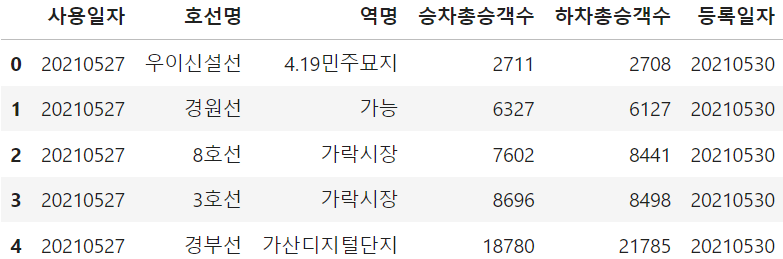 사용일자 호선명 역명 승차총승객수 하차총승객수 등록일자
0 20210527 우이신설선 4.19민주묘지 2711 2708 20210530
1 20210527 경원선 가능 6327 6127 20210530
2 20210527 8호선 가락시장 7602 8441 20210530
3 20210527 3호선 가락시장 8696 8498 20210530
4 20210527 경부선 가산디지털단지 18780 21785 20210530